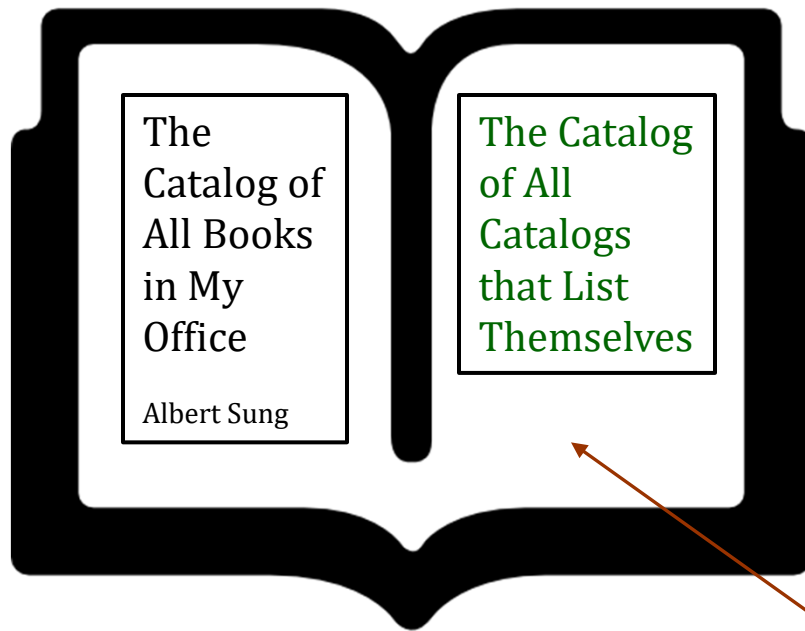 The
Catalog of
All Books
in My
Office
Albert Sung
The Catalog
of All
Catalogs
that List
Themselves